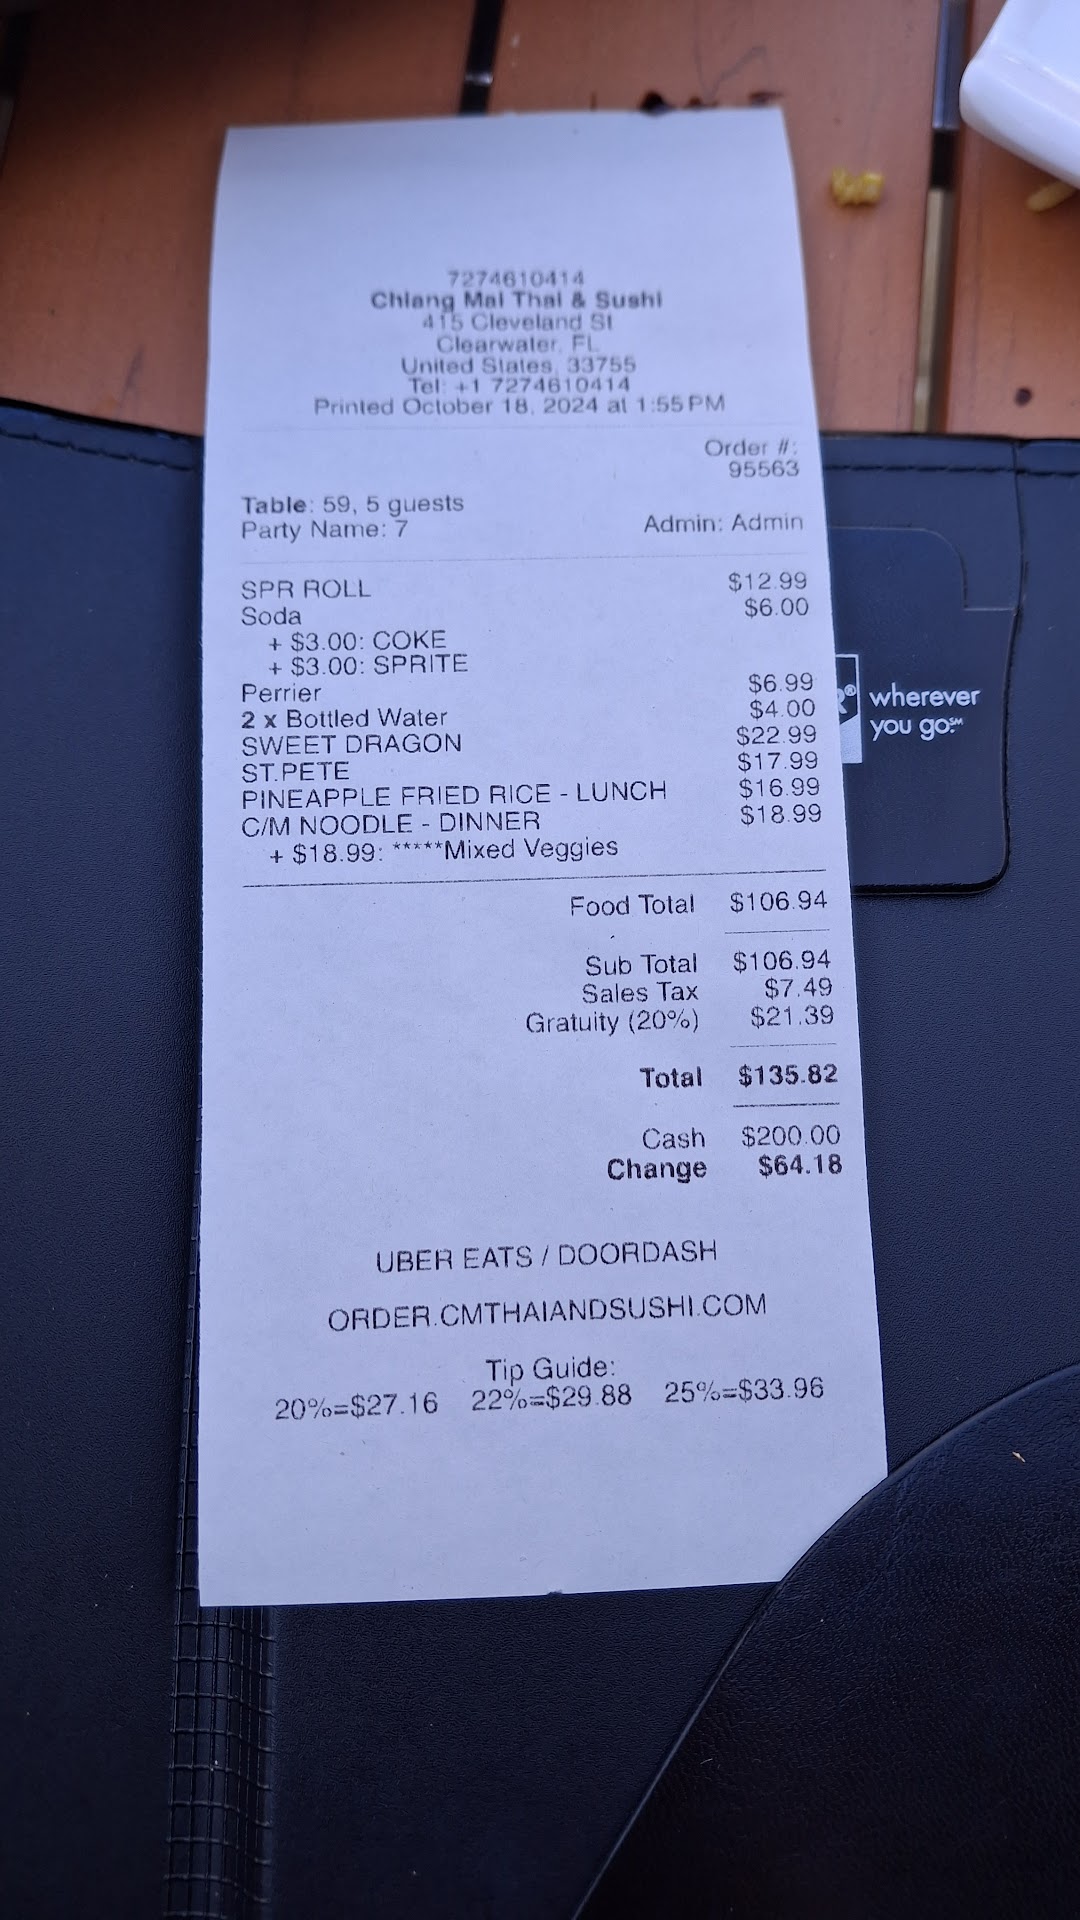 7274610414
Chiang Mai Thai & Sushi
415 Cleveland St
Clearwater, FL
United States, 33755
Tel: +1 7274610414
Printed October 18, 2024 at 1:55 PM
Order #:
95563
Table: 59, 5 guests
Party Name: 7 Admin: Admin
SPR ROLL $12.99
Soda $6.00
+ $3.00: COKE
+ $3.00: SPRITE
Perrier $6.99
2 x Bottled Water $4.00
SWEET DRAGON $22.99
ST.PETE $17.99
PINEAPPLE FRIED RICE - LUNCH $16.99
C/M NOODLE - DINNER $18.99
+ $18.99: *****Mixed Veggies
Food Total $106.94
Sub Total $106.94
Sales Tax $7.49
Gratuity (20%) $21.39
Total $135.82
Cash $200.00
Change $64.18
UBER EATS / DOORDASH
ORDER.CMTHAIANDSUSHI.COM
Tip Guide:
20%=$27.16 22%=$29.88 25%=$33.96
wherever
you go.℠